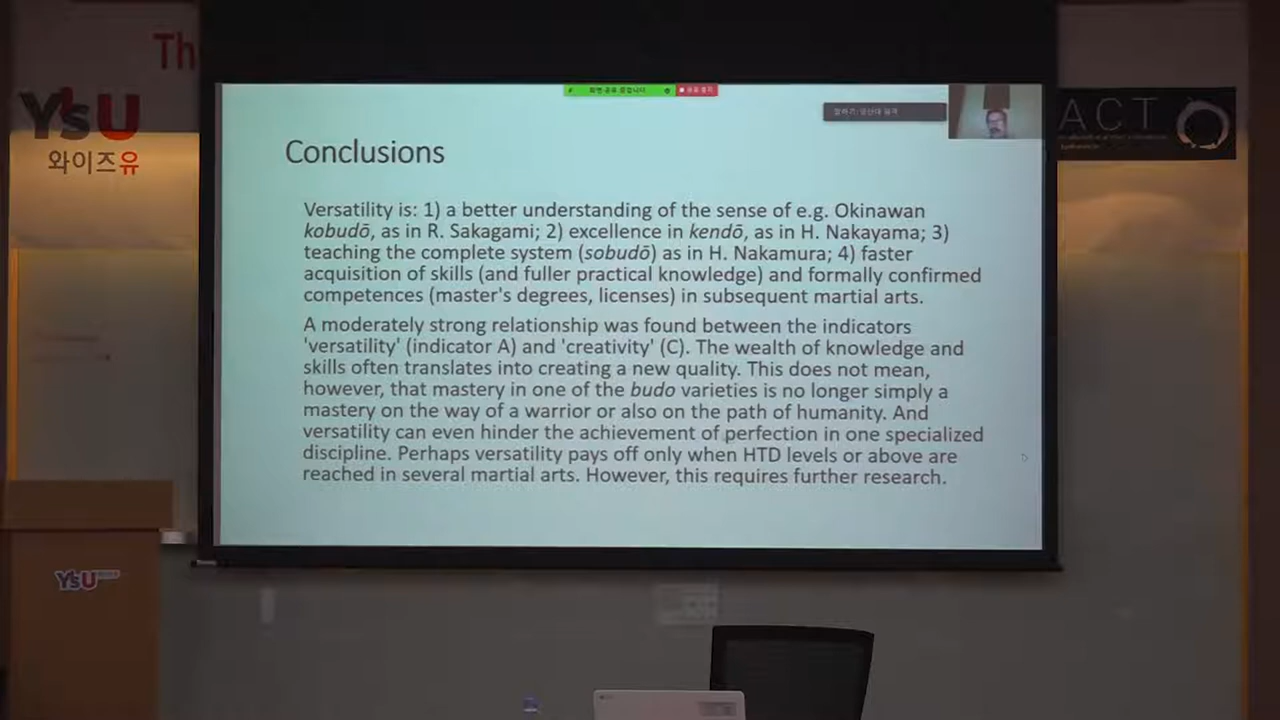 Th
YsU
와이즈유
ACT
Conclusions
Versatility is: 1) a better understanding of the sense of e.g. Okinawan
kobudō, as in R. Sakagami; 2) excellence in kendō, as in H. Nakayama; 3)
teaching the complete system (sobudō) as in H. Nakamura; 4) faster
acquisition of skills (and fuller practical knowledge) and formally confirmed
competences (master's degrees, licenses) in subsequent martial arts.
A moderately strong relationship was found between the indicators
'versatility' (indicator A) and 'creativity' (C). The wealth of knowledge and
skills often translates into creating a new quality. This does not mean,
however, that mastery in one of the budo varieties is no longer simply a
mastery on the way of a warrior or also on the path of humanity. And
versatility can even hinder the achievement of perfection in one specialized
discipline. Perhaps versatility pays off only when HTD levels or above are
reached in several martial arts. However, this requires further research.
YsU